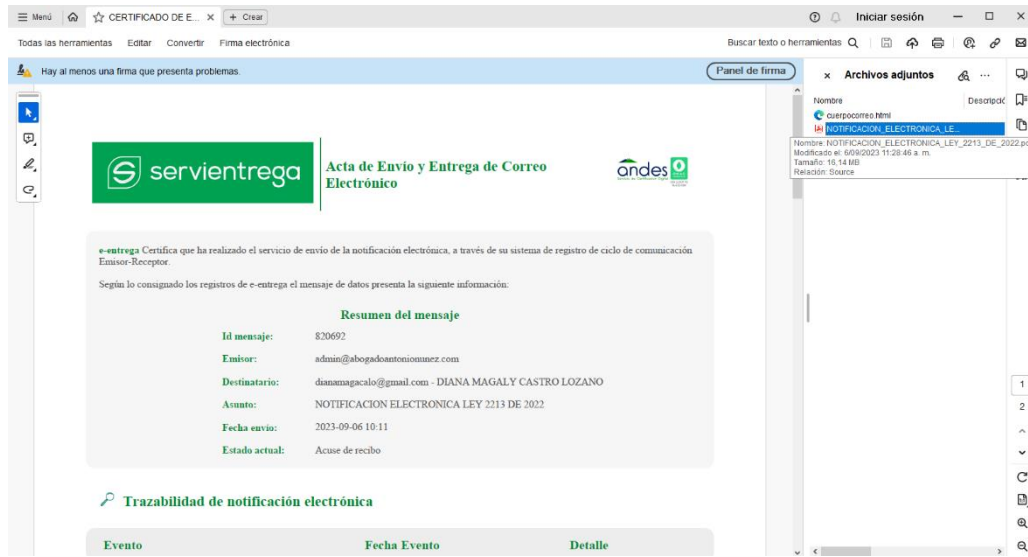 Menú CERTIFICADO DE E... × + Crear Iniciar sesión
Todas las herramientas Editar Convertir Firma electrónica Buscar texto o herramientas
Hay al menos una firma que presenta problemas. Panel de firma
× Archivos adjuntos ...
Nombre Descripció
cuerpocorreo.html
NOTIFICACION_ELECTRONICA_LE...
Nombre: NOTIFICACION_ELECTRONICA_LEY_2213_DE_2022.pd
Modificado el: 6/09/2023 11:28:46 a. m.
Tamaño: 16,14 MB
Relación: Source
servientrega
Acta de Envío y Entrega de Correo
Electrónico
andes
e-entrega Certifica que ha realizado el servicio de envío de la notificación electrónica, a través de su sistema de registro de ciclo de comunicación
Emisor-Receptor.
Según lo consignado los registros de e-entrega el mensaje de datos presenta la siguiente información:
Resumen del mensaje
Id mensaje: 820692
Emisor: admin@abogadoantonionunez.com
Destinatario: dianamagacalo@gmail.com - DIANA MAGALY CASTRO LOZANO
Asunto: NOTIFICACION ELECTRONICA LEY 2213 DE 2022
Fecha envío: 2023-09-06 10:11
Estado actual: Acuse de recibo
Trazabilidad de notificación electrónica
Evento Fecha Evento Detalle
1
2